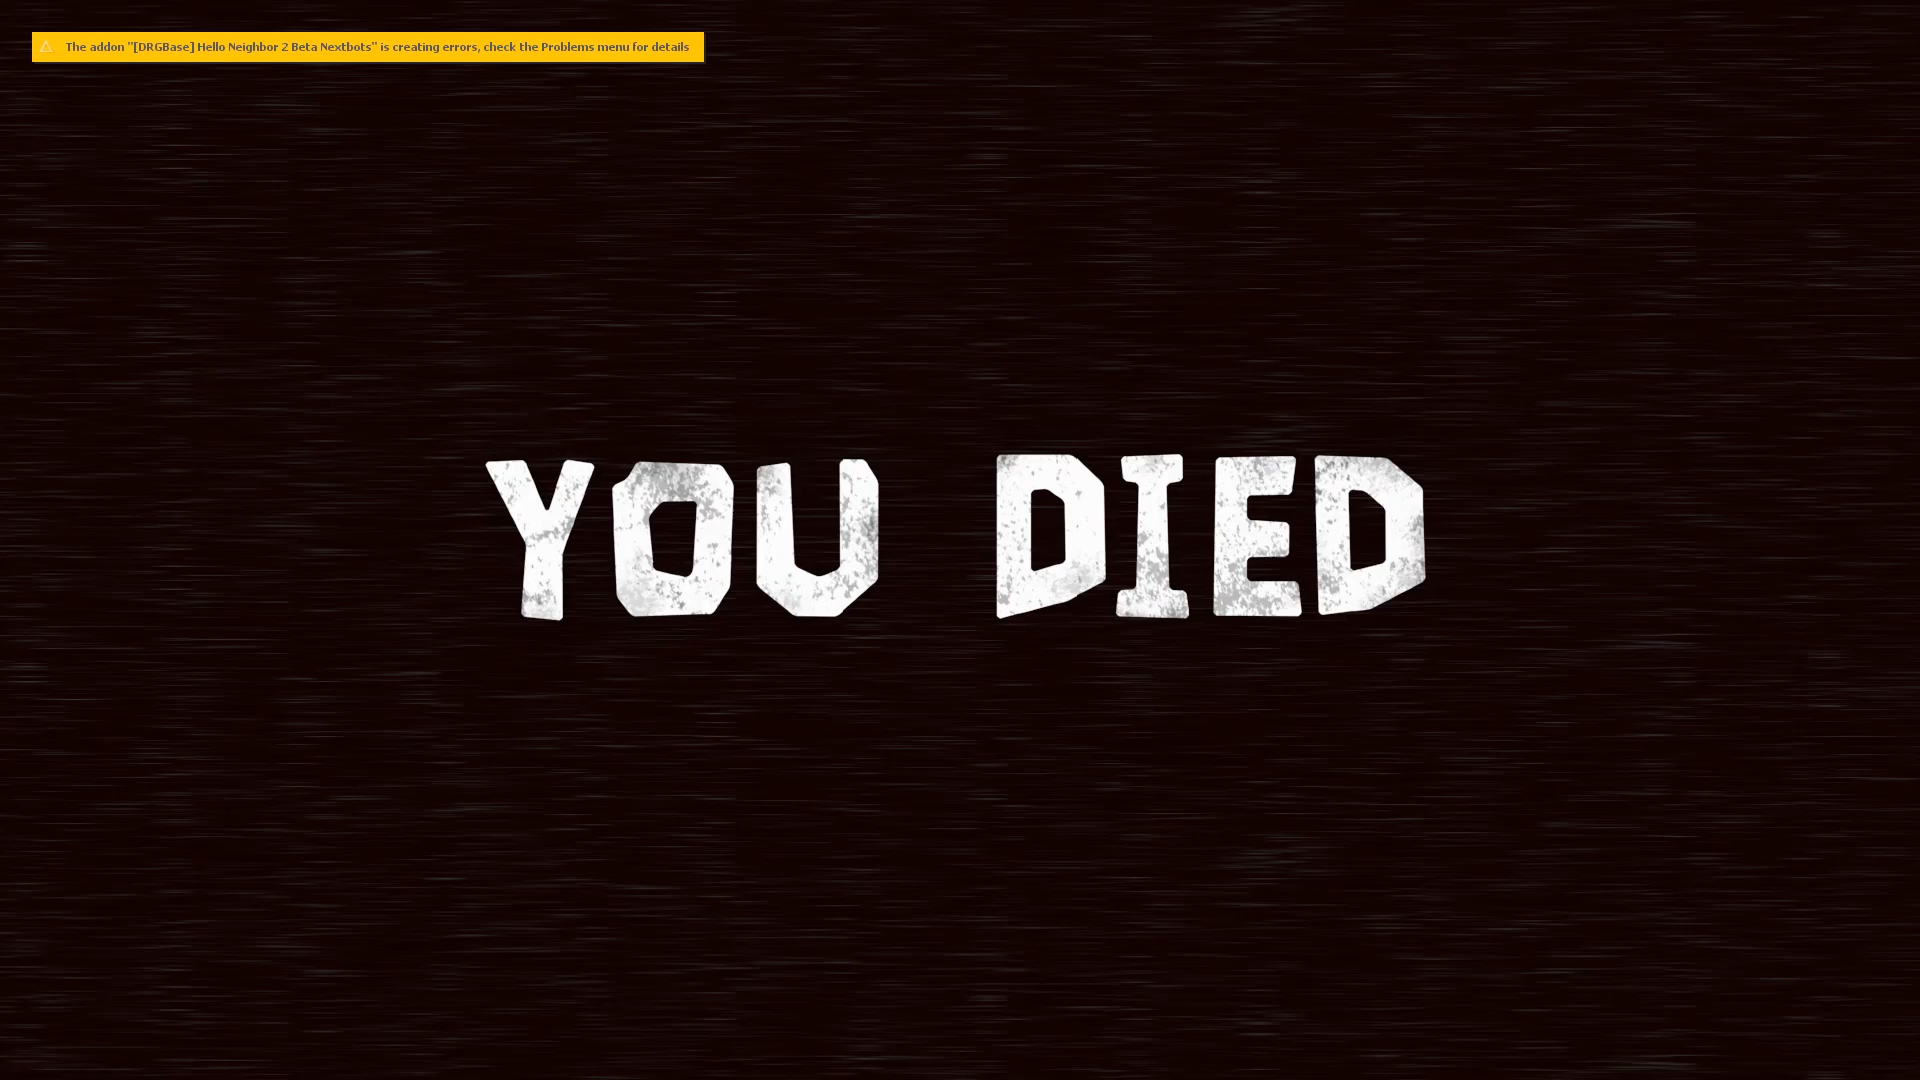 The addon "[DRGBase] Hello Neighbor 2 Beta Nextbots" is creating errors, check the Problems menu for details
YOU DIED